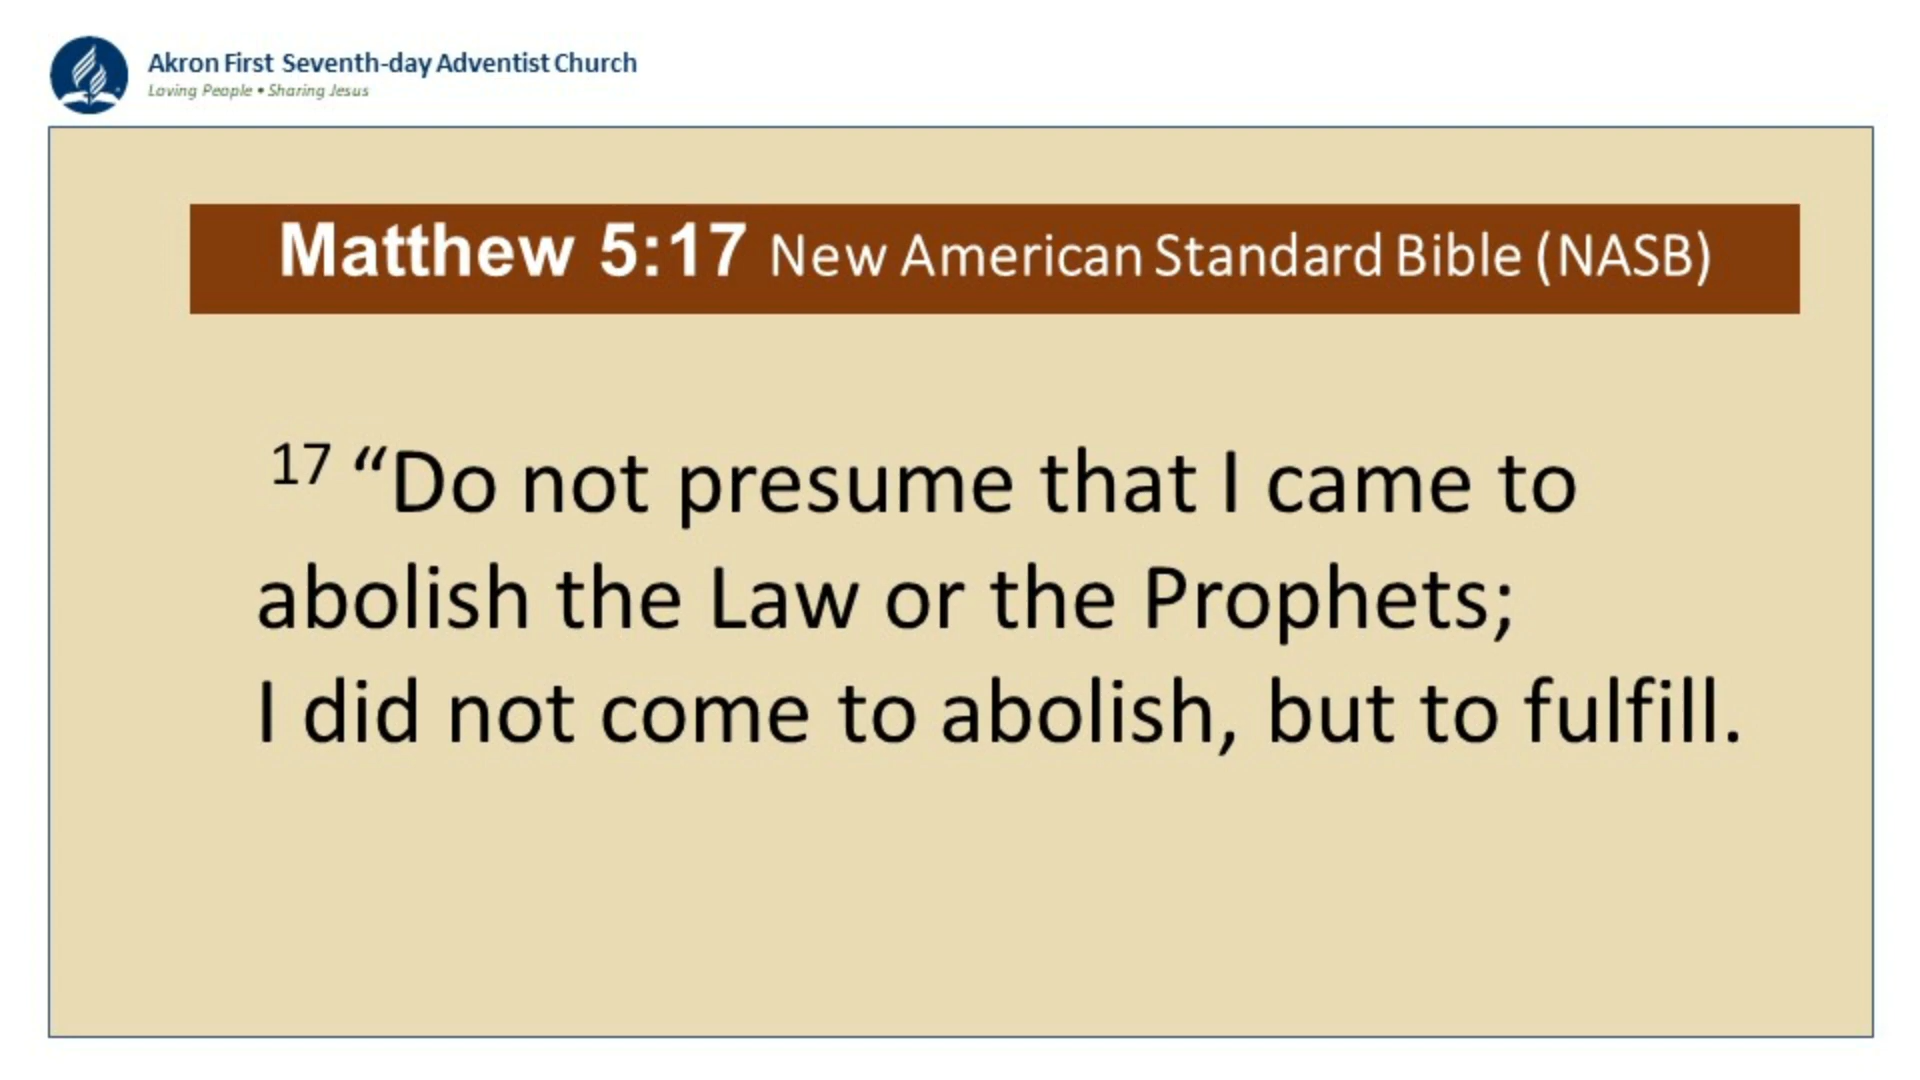 Akron First Seventh-day Adventist Church
Loving People • Sharing Jesus
Matthew 5:17 New American Standard Bible (NASB)
17 “Do not presume that I came to
abolish the Law or the Prophets;
I did not come to abolish, but to fulfill.